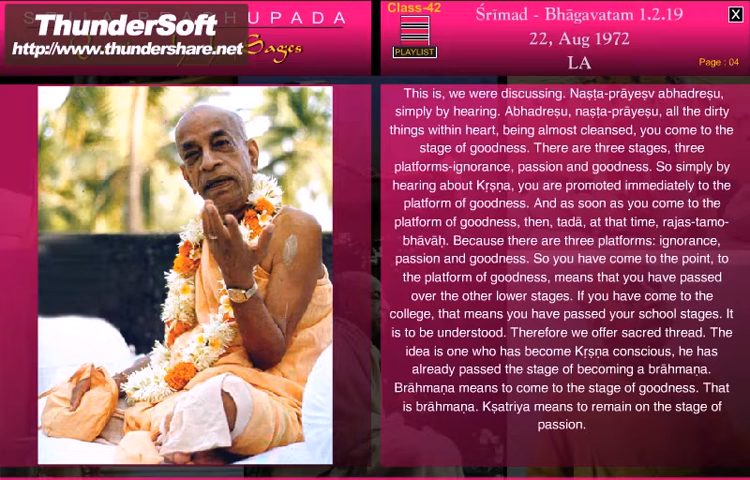 PRABHUPADA
Sages
ThunderSoft
http://www.thundershare.net
Class-42
PLAYLIST
Śrīmad - Bhāgavatam 1.2.19
22, Aug 1972
LA
X
Page : 04
This is, we were discussing. Naṣṭa-prāyeṣv abhadreṣu,
simply by hearing. Abhadreṣu, naṣṭa-prāyeṣu, all the dirty
things within heart, being almost cleansed, you come to the
stage of goodness. There are three stages, three
platforms-ignorance, passion and goodness. So simply by
hearing about Kṛṣṇa, you are promoted immediately to the
platform of goodness. And as soon as you come to the
platform of goodness, then, tadā, at that time, rajas-tamo-
bhāvāḥ. Because there are three platforms: ignorance,
passion and goodness. So you have come to the point, to
the platform of goodness, means that you have passed
over the other lower stages. If you have come to the
college, that means you have passed your school stages. It
is to be understood. Therefore we offer sacred thread. The
idea is one who has become Kṛṣṇa conscious, he has
already passed the stage of becoming a brāhmaṇa.
Brāhmaṇa means to come to the stage of goodness. That
is brāhmaṇa. Kṣatriya means to remain on the stage of
passion.